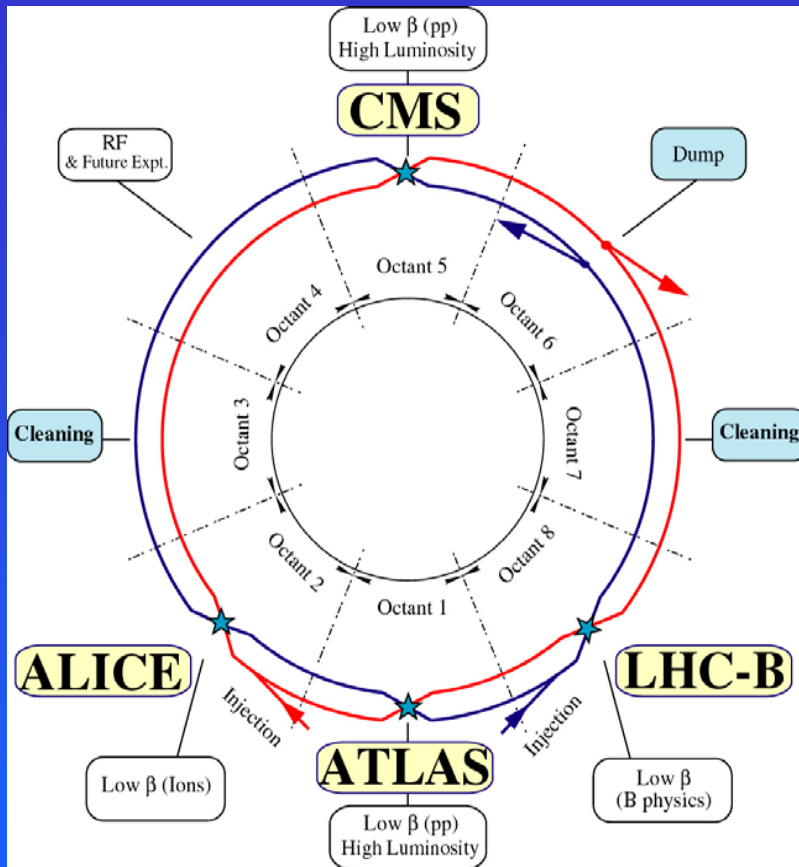 Low β (pp)
High Luminosity
CMS
RF
& Future Expt.
Dump
Octant 5
Octant 4
Octant 6
Cleaning
Octant 3
Octant 7
Cleaning
Octant 2
Octant 8
Octant 1
ALICE
LHC-B
Injection
Injection
ATLAS
Low β (Ions)
Low β
(B physics)
Low β (pp)
High Luminosity